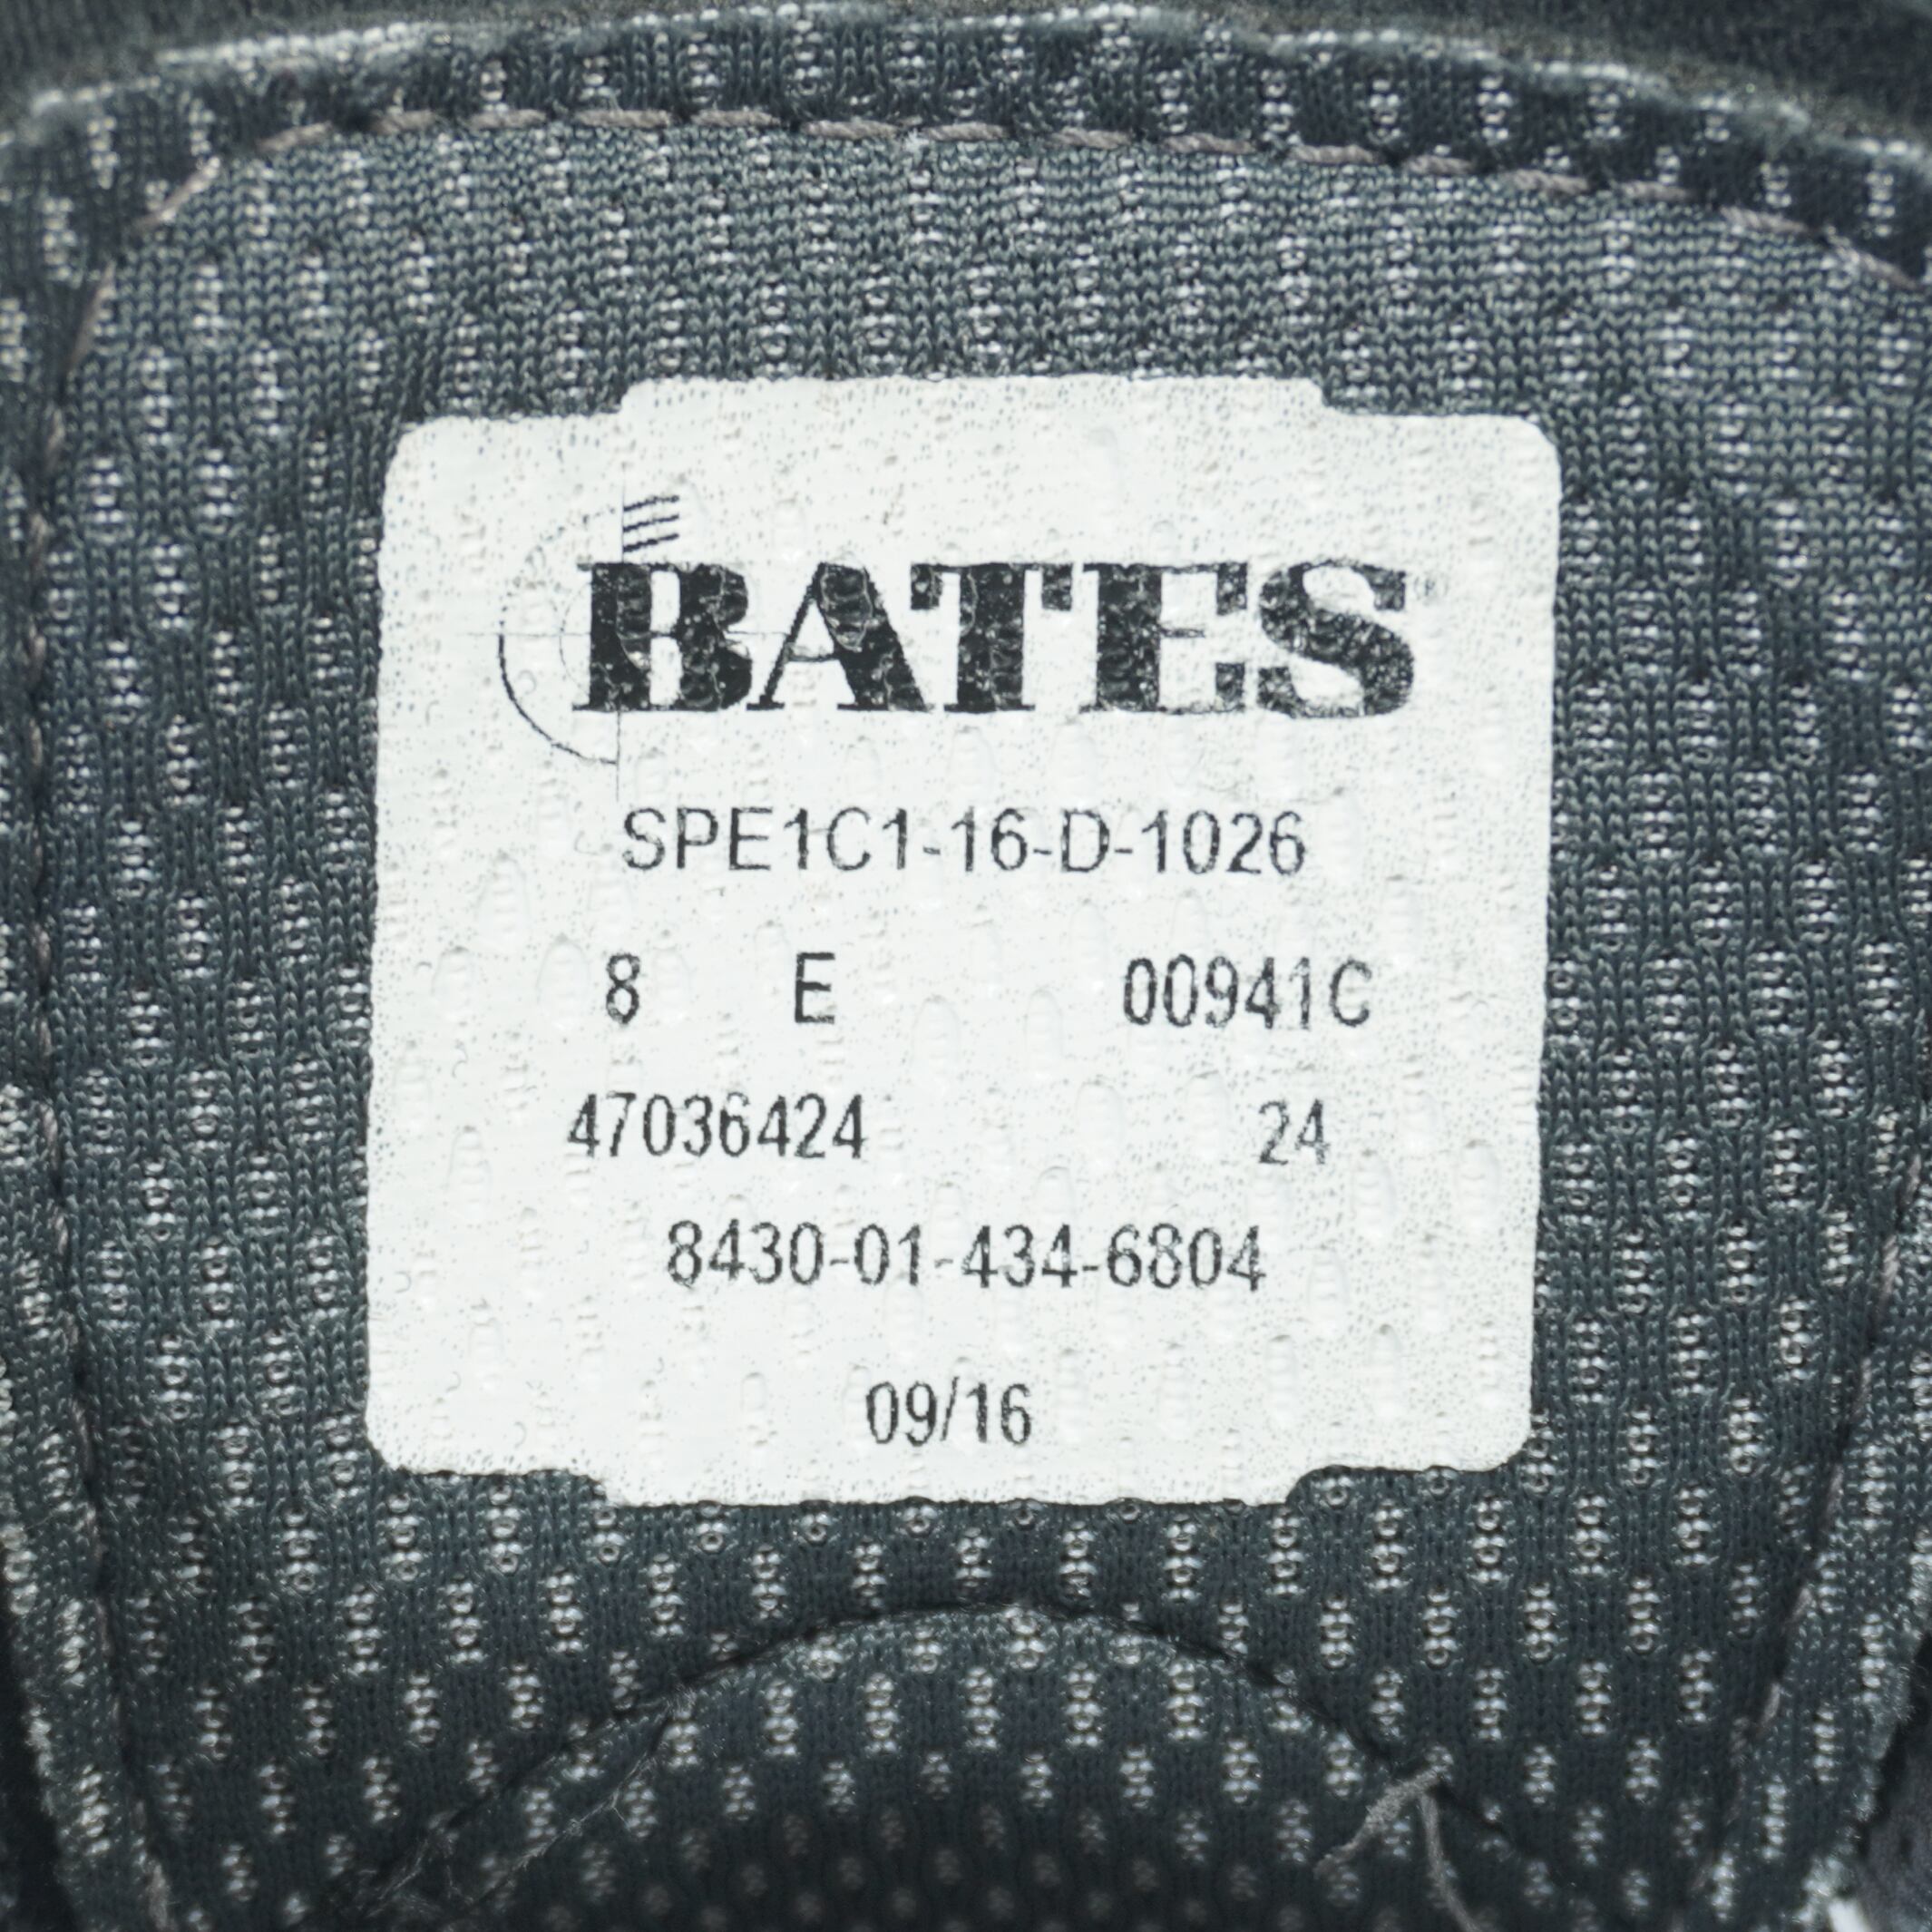 BATES®
SPE1C1-16-D-1026
8 E 00941C
47036424 24
8430-01-434-6804
09/16